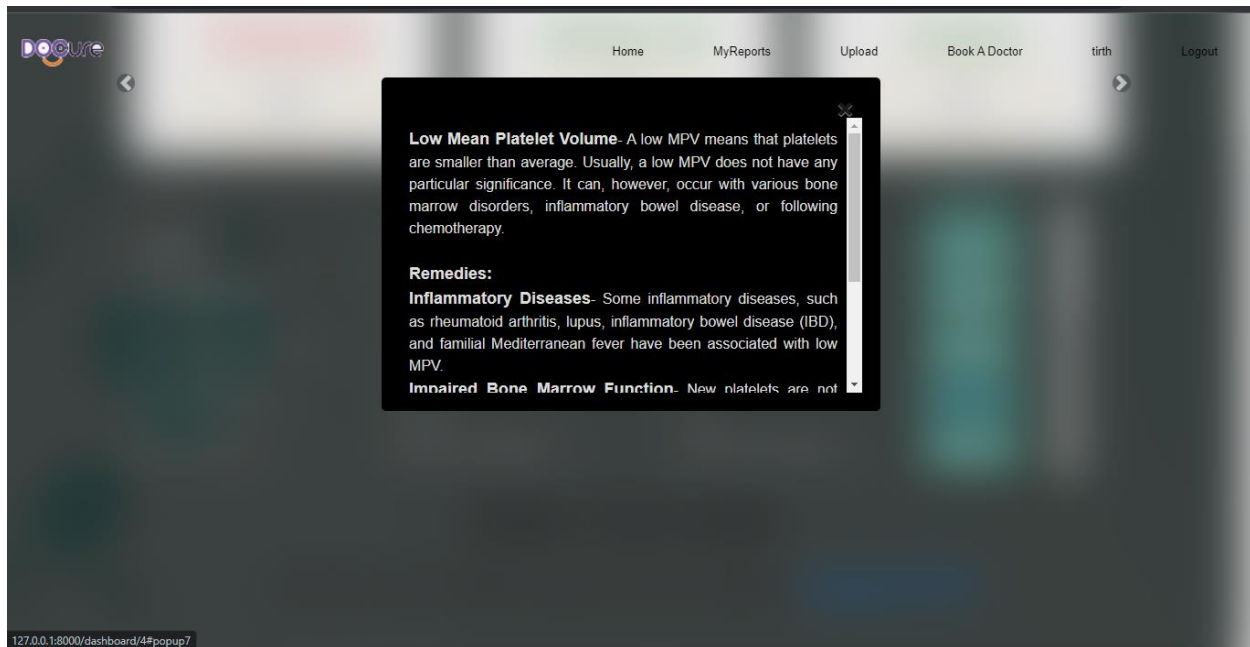 DOCure
Home MyReports Upload Book A Doctor tirth Logout
Low Mean Platelet Volume- A low MPV means that platelets
are smaller than average. Usually, a low MPV does not have any
particular significance. It can, however, occur with various bone
marrow disorders, inflammatory bowel disease, or following
chemotherapy.
Remedies:
Inflammatory Diseases- Some inflammatory diseases, such
as rheumatoid arthritis, lupus, inflammatory bowel disease (IBD),
and familial Mediterranean fever have been associated with low
MPV.
Impaired Bone Marrow Function- New platelets are not
127.0.0.1:8000/dashboard/4#popup7